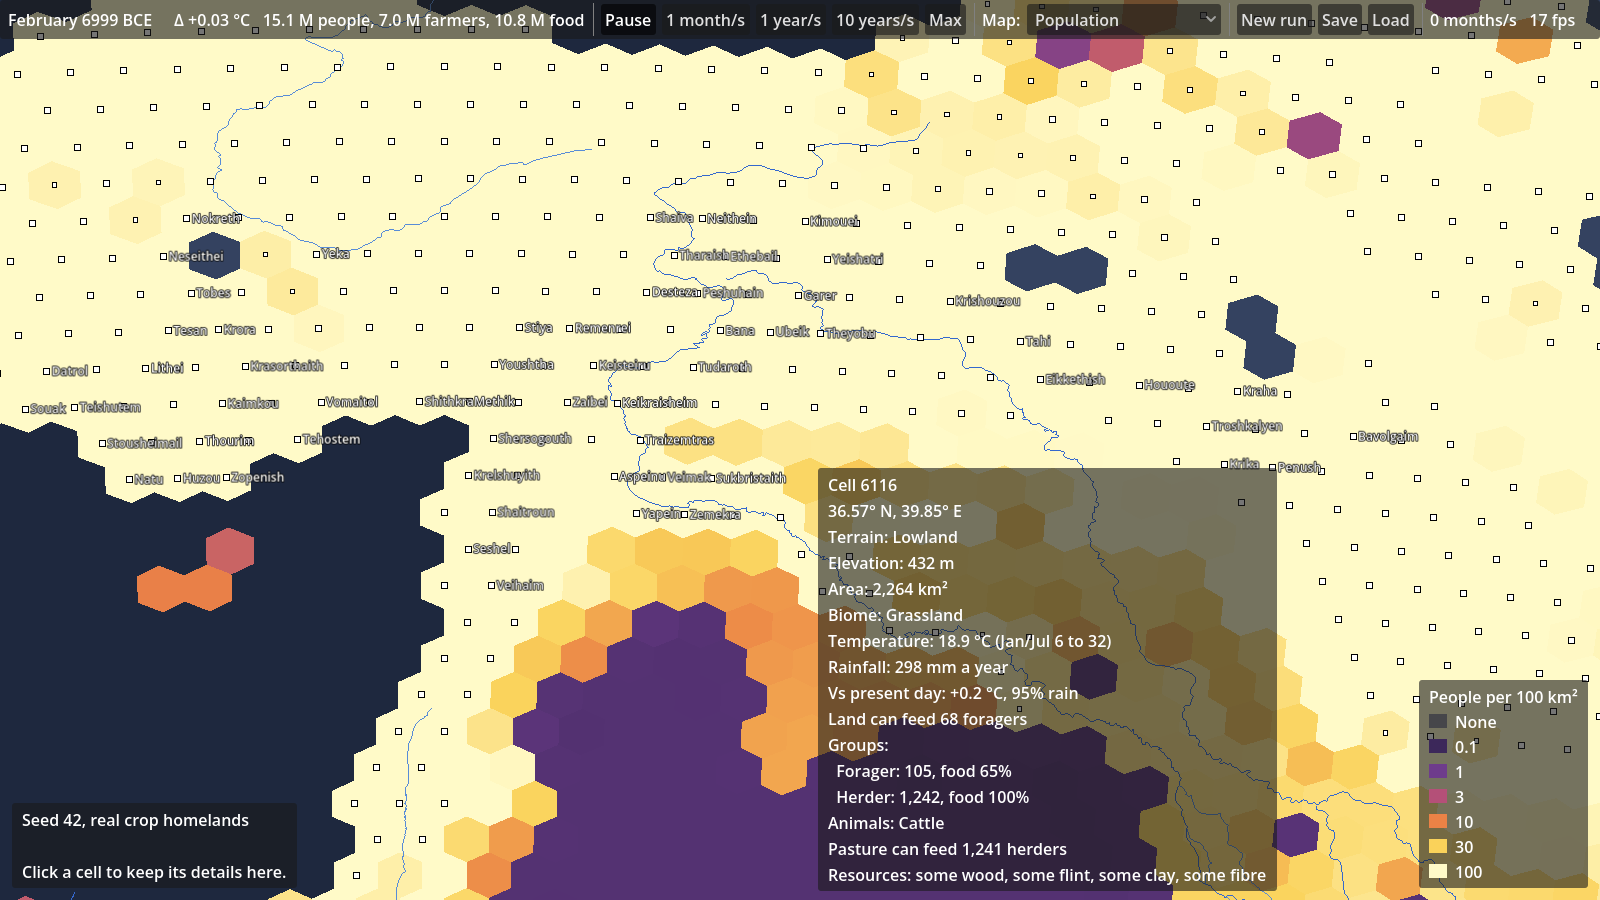 February 6999 BCE Δ +0.03 °C 15.1 M people, 7.0 M farmers, 10.8 M food Pause 1 month/s 1 year/s 10 years/s Max Map: Population New run Save Load 0 months/s 17 fps
Nokreth Shaiva Neithein Kimouei
Neseithei Yeka Tharaish Ethebail Yeishatri
Tobes Desteza Peshuhain Garer Krishouzou
Tesan Krora Stiya Remenrei Bana Ubeik Theyobu Tahi
Datrol Lithei Krasorthaith Youshtha Keisteiru Tudaroth Eikkethish Hououte Kraha
Souak Teishutem Kaimkou Vomaitol Shithkra Methik Zaibei Keikraisheim
Stousheimail Thourim Tehostem Shersogouth Traizemtras Troshkalyen Bavolgaim
Natu Huzou Zopenish Krelshuyith Aspeinu Veimak Sukbristaith Krika Penush
Shaitroun Yapein Zemekra
Seshel
Veihaim
Cell 6116
36.57° N, 39.85° E
Terrain: Lowland
Elevation: 432 m
Area: 2,264 km²
Biome: Grassland
Temperature: 18.9 °C (Jan/Jul 6 to 32)
Rainfall: 298 mm a year
Vs present day: +0.2 °C, 95% rain
Land can feed 68 foragers
Groups:
Forager: 105, food 65%
Herder: 1,242, food 100%
Animals: Cattle
Pasture can feed 1,241 herders
Resources: some wood, some flint, some clay, some fibre
People per 100 km²
None
0.1
1
3
10
30
100
Seed 42, real crop homelands
Click a cell to keep its details here.